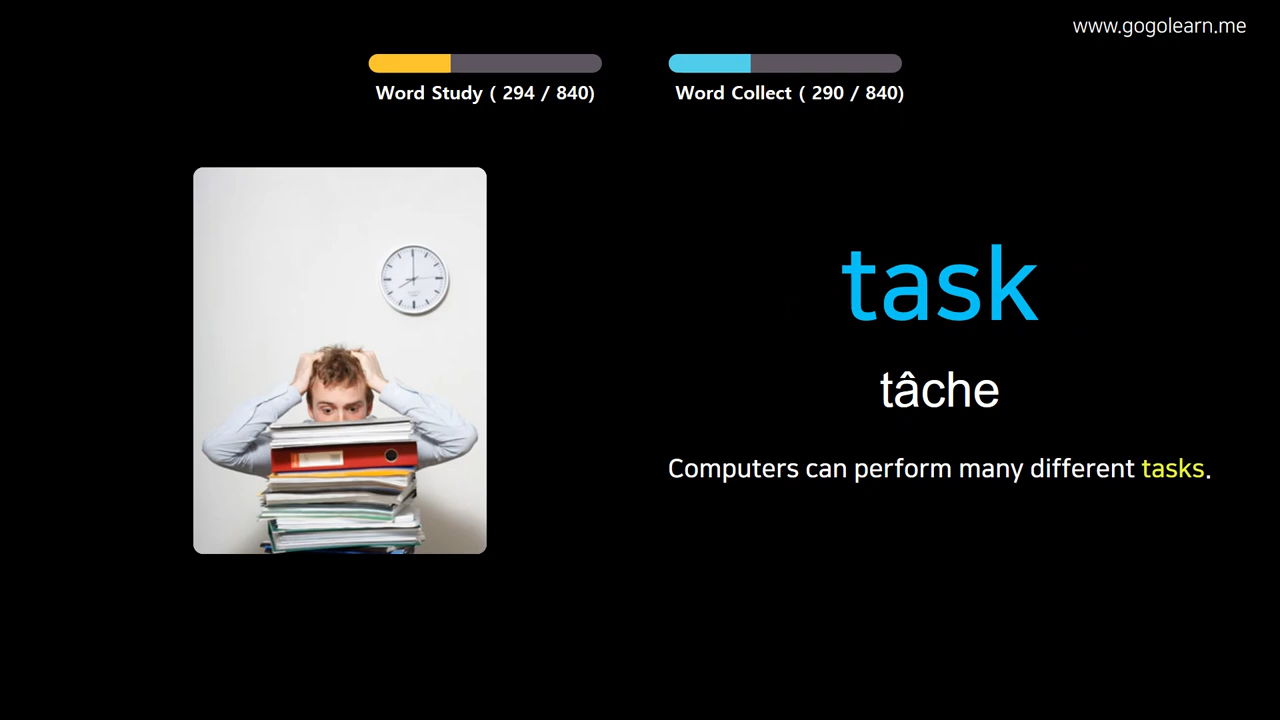 www.gogolearn.me
Word Study ( 294 / 840)
Word Collect ( 290 / 840)
task
tâche
Computers can perform many different tasks.